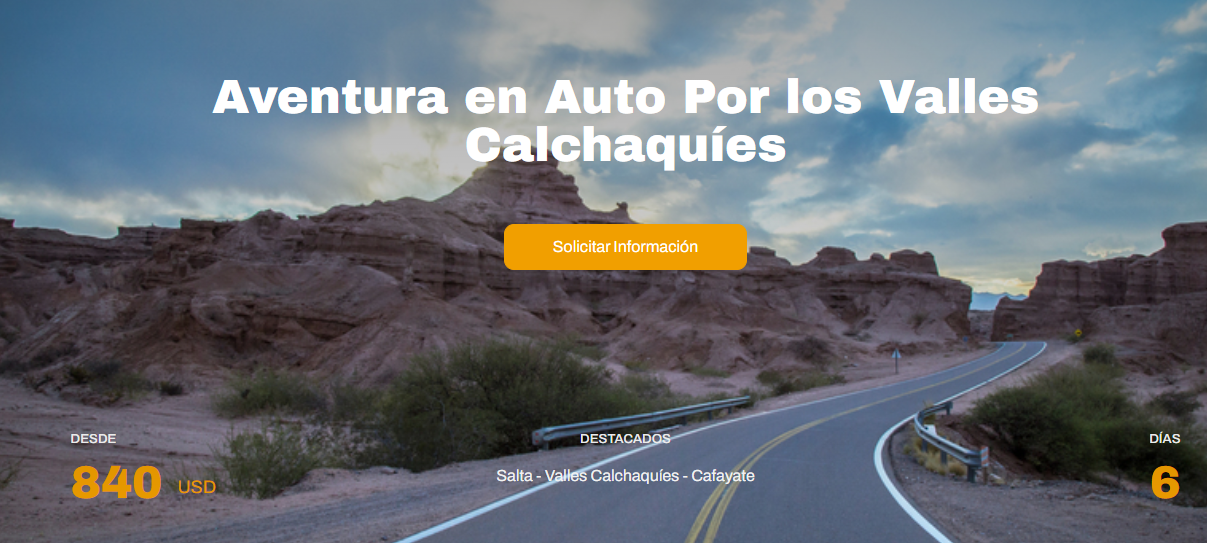 Aventura en Auto Por los Valles
Calchaquíes
Solicitar Información
DESDE
840 USD
DESTACADOS
Salta - Valles Calchaquíes - Cafayate
DÍAS
6